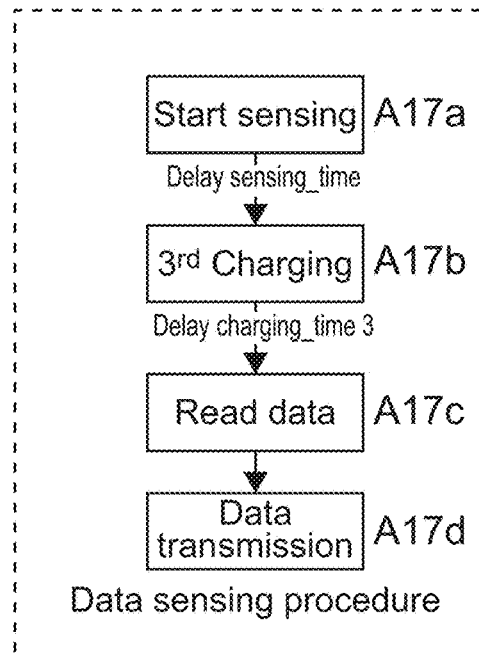 Start sensing A17a
Delay sensing_time
3rd Charging A17b
Delay charging_time 3
Read data A17c
Data
transmission A17d
Data sensing procedure